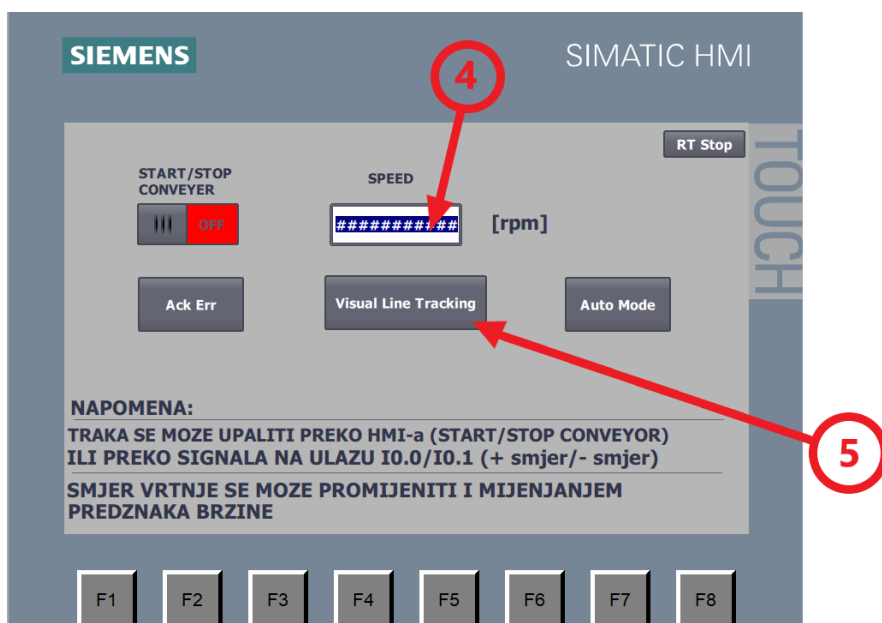 SIEMENS
SIMATIC HMI
4
TOUCH
RT Stop
START/STOP
CONVEYER
SPEED
OFF
###########
[rpm]
Ack Err
Visual Line Tracking
Auto Mode
NAPOMENA:
TRAKA SE MOZE UPALITI PREKO HMI-a (START/STOP CONVEYOR)
ILI PREKO SIGNALA NA ULAZU I0.0/I0.1 (+ smjer/- smjer)
5
SMJER VRTNJE SE MOZE PROMIJENITI I MIJENJANJEM
PREDZNAKA BRZINE
F1 F2 F3 F4 F5 F6 F7 F8